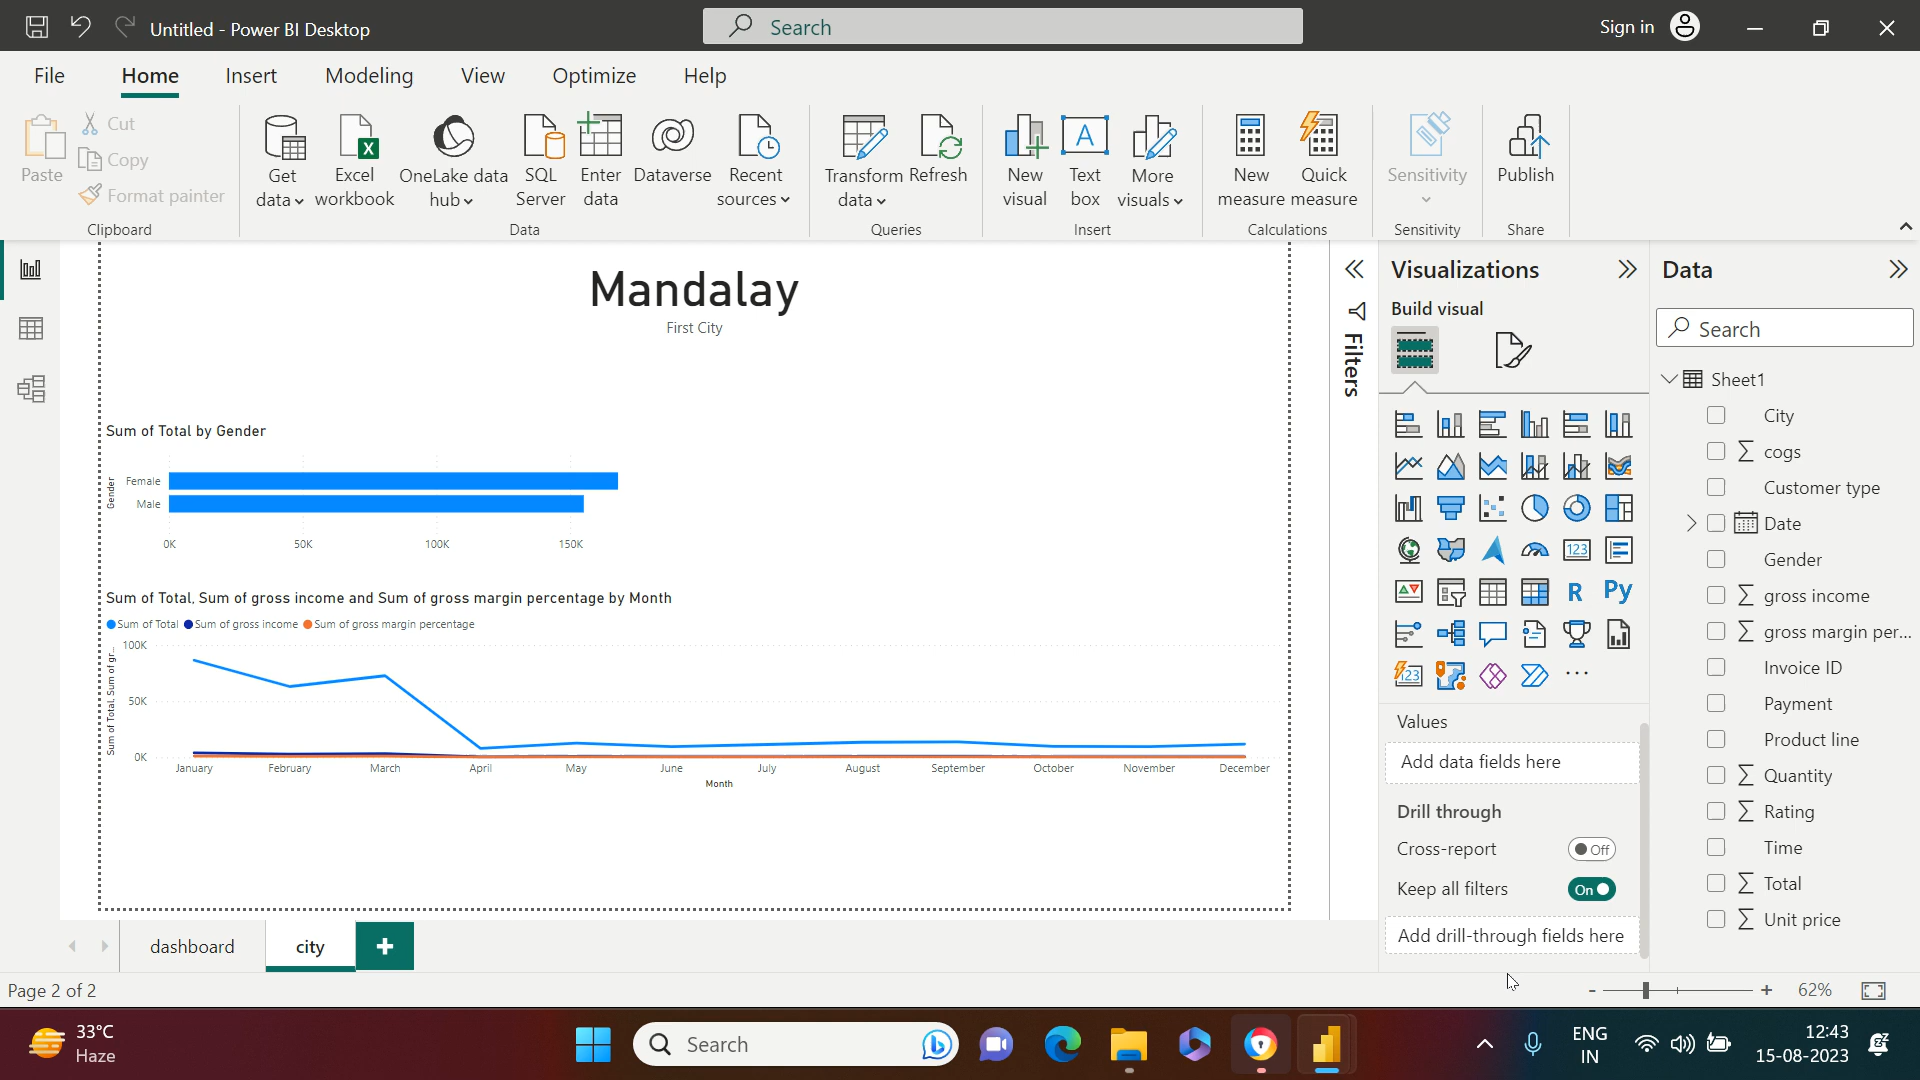 Untitled - Power BI Desktop
Search
Sign in
File Home Insert Modeling View Optimize Help
Paste
Cut
Copy
Format painter
Clipboard
Get data
Excel workbook
OneLake data hub
SQL Server
Enter data
Dataverse
Recent sources
Data
Transform data
Refresh
Queries
New visual
Text box
A
More visuals
Insert
New measure
Quick measure
Calculations
Sensitivity
Sensitivity
Publish
Share
Mandalay
First City
Sum of Total by Gender
Gender
Female
Male
0K 50K 100K 150K
Sum of Total, Sum of gross income and Sum of gross margin percentage by Month
Sum of Total Sum of gross income Sum of gross margin percentage
Sum of Total, Sum of gr...
100K
50K
0K
January February March April May June July August September October November December
Month
Filters
Visualizations
Build visual
123
R
Py
123
...
Values
Add data fields here
Drill through
Cross-report Off
Keep all filters On
Add drill-through fields here
Data
Search
Sheet1
City
Σ cogs
Customer type
Date
Gender
Σ gross income
Σ gross margin per...
Invoice ID
Payment
Product line
Σ Quantity
Σ Rating
Time
Σ Total
Σ Unit price
dashboard city +
Page 2 of 2
- + 62%
33°C
Haze
Search
ENG
IN
12:43
15-08-2023